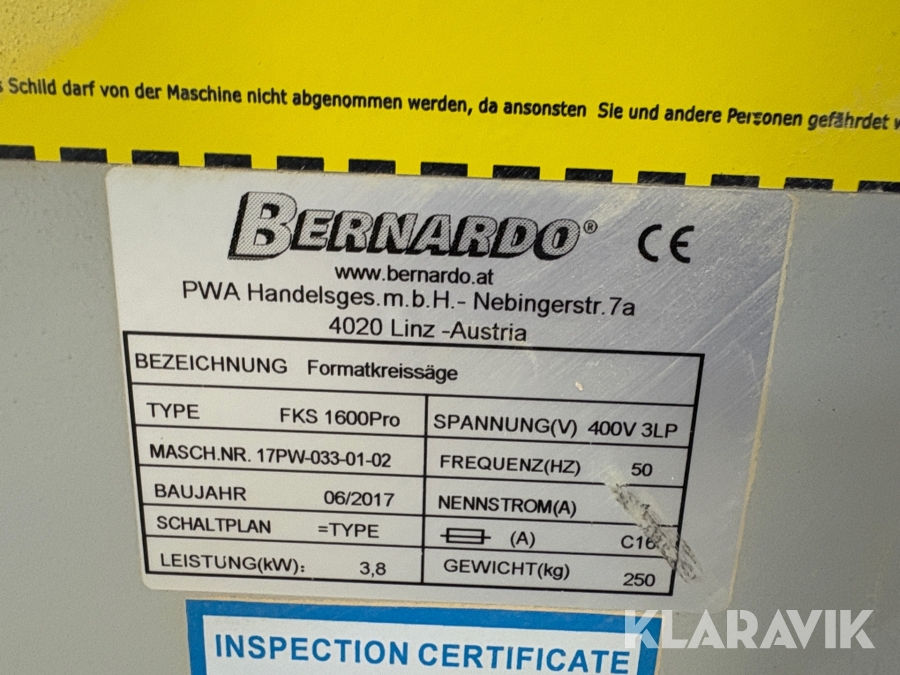 Schild darf von der Maschine nicht abgenommen werden, da ansonsten Sie und andere Personen gefährdet
BERNARDO® CE
www.bernardo.at
PWA Handelsges.m.b.H.- Nebingerstr.7a
4020 Linz -Austria
BEZEICHNUNG Formatkreissäge
TYPE FKS 1600Pro
SPANNUNG(V) 400V 3LP
MASCH.NR. 17PW-033-01-02
FREQUENZ(HZ) 50
BAUJAHR 06/2017
NENNSTROM(A)
SCHALTPLAN =TYPE
(A) C16
LEISTUNG(kW): 3,8
GEWICHT(kg) 250
INSPECTION CERTIFICATE
KLARAVIK